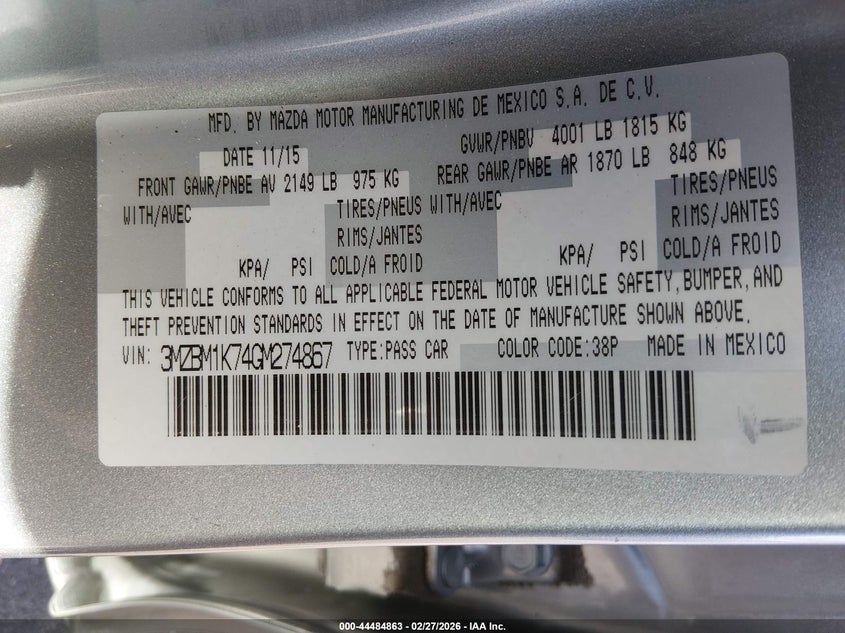 MFD. BY MAZDA MOTOR MANUFACTURING DE MEXICO S.A. DE C.V.
DATE 11/15 GVWR/PNBV 4001 LB 1815 KG
FRONT GAWR/PNBE AV 2149 LB 975 KG REAR GAWR/PNBE AR 1870 LB 848 KG
WITH/AVEC TIRES/PNEUS WITH/AVEC TIRES/PNEUS
RIMS/JANTES RIMS/JANTES
KPA/ PSI COLD/A FROID KPA/ PSI COLD/A FROID
THIS VEHICLE CONFORMS TO ALL APPLICABLE FEDERAL MOTOR VEHICLE SAFETY, BUMPER, AND
THEFT PREVENTION STANDARDS IN EFFECT ON THE DATE OF MANUFACTURE SHOWN ABOVE.
VIN: 3MZBM1K74GM274867 TYPE:PASS CAR COLOR CODE:38P MADE IN MEXICO
000-44484863 - 02/27/2026 - IAA Inc.